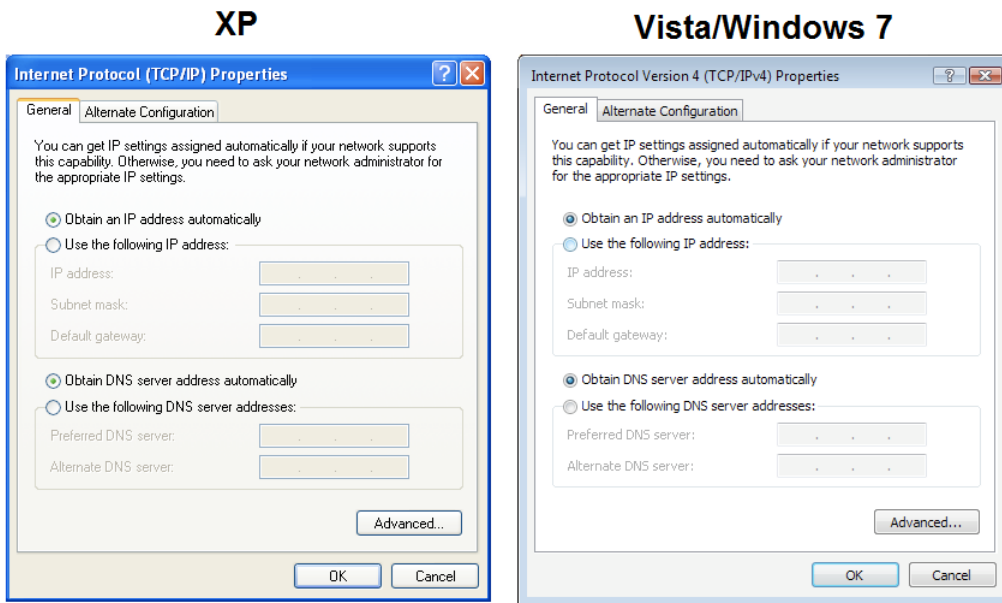 XP
Internet Protocol (TCP/IP) Properties
General
Alternate Configuration
You can get IP settings assigned automatically if your network supports
this capability. Otherwise, you need to ask your network administrator for
the appropriate IP settings.
Obtain an IP address automatically
Use the following IP address:
IP address:
Subnet mask:
Default gateway:
Obtain DNS server address automatically
Use the following DNS server addresses:
Preferred DNS server:
Alternate DNS server:
Advanced...
OK
Cancel
Vista/Windows 7
Internet Protocol Version 4 (TCP/IPv4) Properties
General
Alternate Configuration
You can get IP settings assigned automatically if your network supports
this capability. Otherwise, you need to ask your network administrator
for the appropriate IP settings.
Obtain an IP address automatically
Use the following IP address:
IP address:
Subnet mask:
Default gateway:
Obtain DNS server address automatically
Use the following DNS server addresses:
Preferred DNS server:
Alternate DNS server:
Advanced...
OK
Cancel